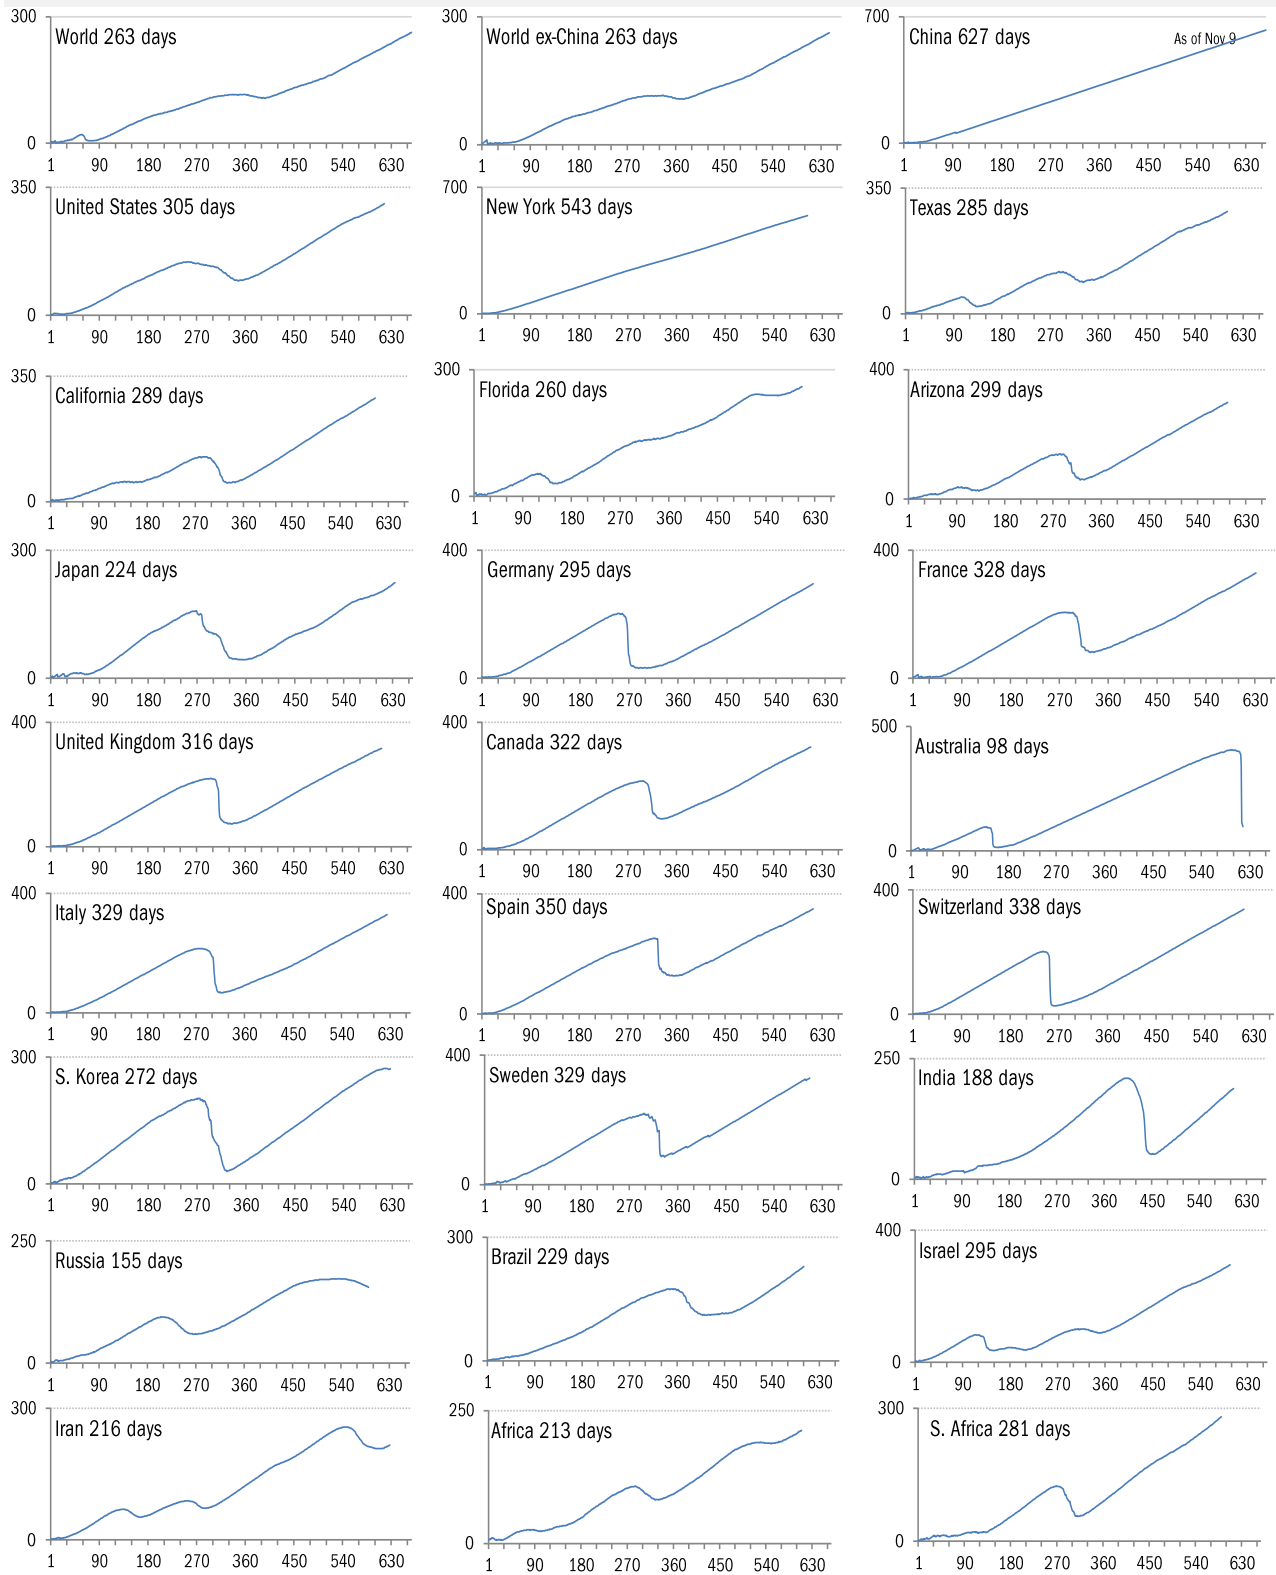 300
World 263 days
0
1 90 180 270 360 450 540 630
300
World ex-China 263 days
0
1 90 180 270 360 450 540 630
700
China 627 days
As of Nov 9
0
1 90 180 270 360 450 540 630
350
United States 305 days
0
1 90 180 270 360 450 540 630
700
New York 543 days
0
1 90 180 270 360 450 540 630
350
Texas 285 days
0
1 90 180 270 360 450 540 630
350
California 289 days
0
1 90 180 270 360 450 540 630
300
Florida 260 days
0
1 90 180 270 360 450 540 630
400
Arizona 299 days
0
1 90 180 270 360 450 540 630
300
Japan 224 days
0
1 90 180 270 360 450 540 630
400
Germany 295 days
0
1 90 180 270 360 450 540 630
400
France 328 days
0
1 90 180 270 360 450 540 630
400
United Kingdom 316 days
0
1 90 180 270 360 450 540 630
400
Canada 322 days
0
1 90 180 270 360 450 540 630
500
Australia 98 days
0
1 90 180 270 360 450 540 630
400
Italy 329 days
0
1 90 180 270 360 450 540 630
400
Spain 350 days
0
1 90 180 270 360 450 540 630
400
Switzerland 338 days
0
1 90 180 270 360 450 540 630
300
S. Korea 272 days
0
1 90 180 270 360 450 540 630
400
Sweden 329 days
0
1 90 180 270 360 450 540 630
250
India 188 days
0
1 90 180 270 360 450 540 630
250
Russia 155 days
0
1 90 180 270 360 450 540 630
300
Brazil 229 days
0
1 90 180 270 360 450 540 630
400
Israel 295 days
0
1 90 180 270 360 450 540 630
300
Iran 216 days
0
1 90 180 270 360 450 540 630
250
Africa 213 days
0
1 90 180 270 360 450 540 630
300
S. Africa 281 days
0
1 90 180 270 360 450 540 630